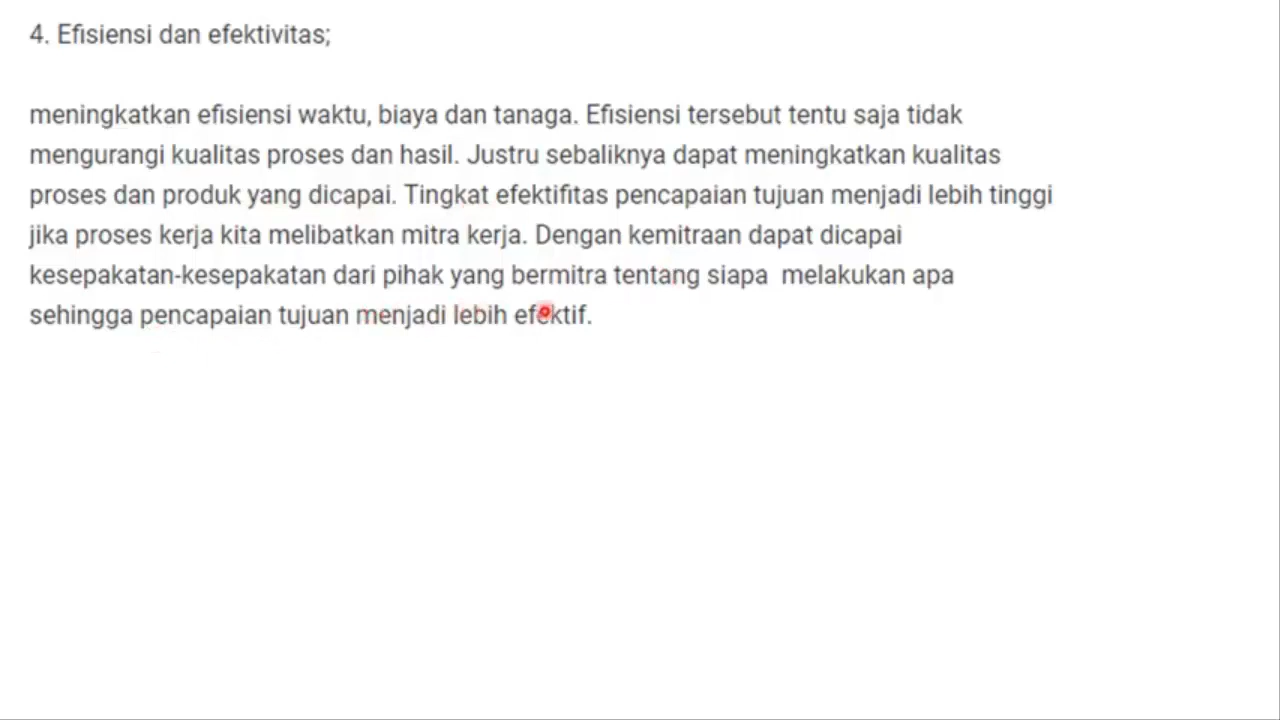 4. Efisiensi dan efektivitas;
meningkatkan efisiensi waktu, biaya dan tanaga. Efisiensi tersebut tentu saja tidak
mengurangi kualitas proses dan hasil. Justru sebaliknya dapat meningkatkan kualitas
proses dan produk yang dicapai. Tingkat efektifitas pencapaian tujuan menjadi lebih tinggi
jika proses kerja kita melibatkan mitra kerja. Dengan kemitraan dapat dicapai
kesepakatan-kesepakatan dari pihak yang bermitra tentang siapa  melakukan apa
sehingga pencapaian tujuan menjadi lebih efektif.